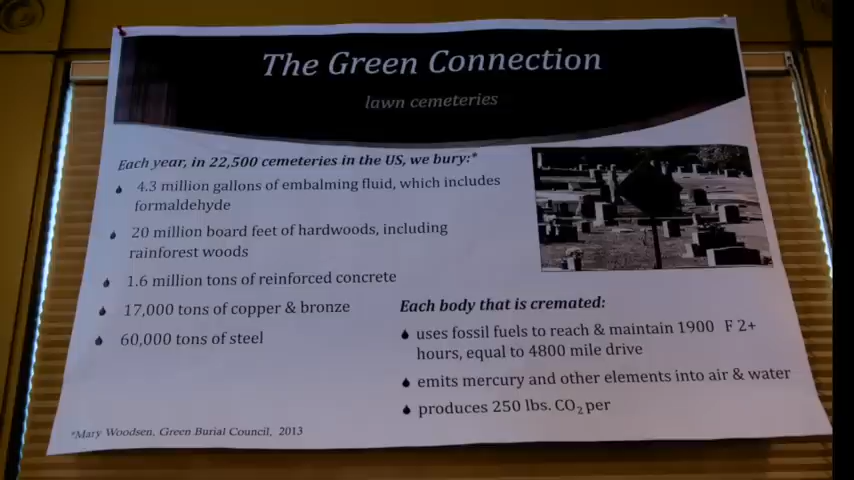 The Green Connection
lawn cemeteries
Each year, in 22,500 cemeteries in the US, we bury:*
4.3 million gallons of embalming fluid, which includes
formaldehyde
20 million board feet of hardwoods, including
rainforest woods
1.6 million tons of reinforced concrete
17,000 tons of copper & bronze
60,000 tons of steel
Each body that is cremated:
uses fossil fuels to reach & maintain 1900 F 2+
hours, equal to 4800 mile drive
emits mercury and other elements into air & water
produces 250 lbs. CO₂ per
*Mary Woodsen, Green Burial Council, 2013